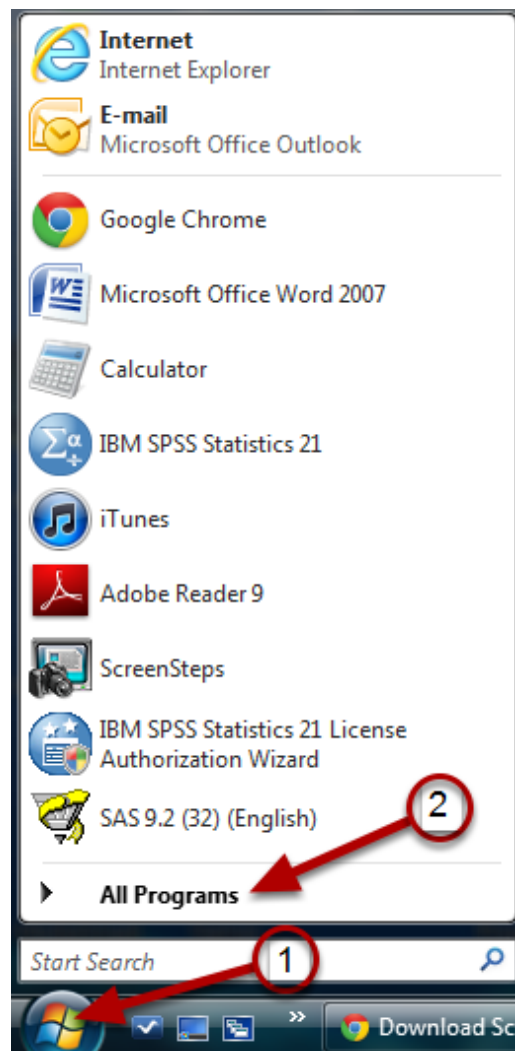 Internet
Internet Explorer
E-mail
Microsoft Office Outlook
Google Chrome
Microsoft Office Word 2007
Calculator
IBM SPSS Statistics 21
iTunes
Adobe Reader 9
ScreenSteps
IBM SPSS Statistics 21 License
Authorization Wizard
SAS 9.2 (32) (English)
2
All Programs
Start Search
1
Download Sc